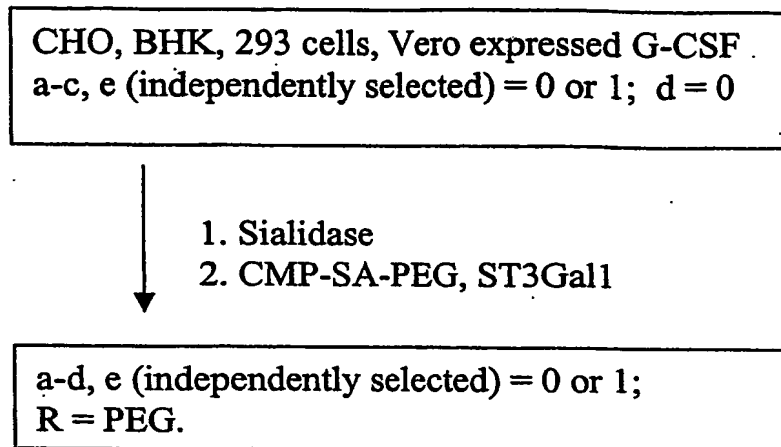 CHO, BHK, 293 cells, Vero expressed G-CSF
a-c, e (independently selected) = 0 or 1; d = 0
1. Sialidase
2. CMP-SA-PEG, ST3Gal1
a-d, e (independently selected) = 0 or 1;
R = PEG.